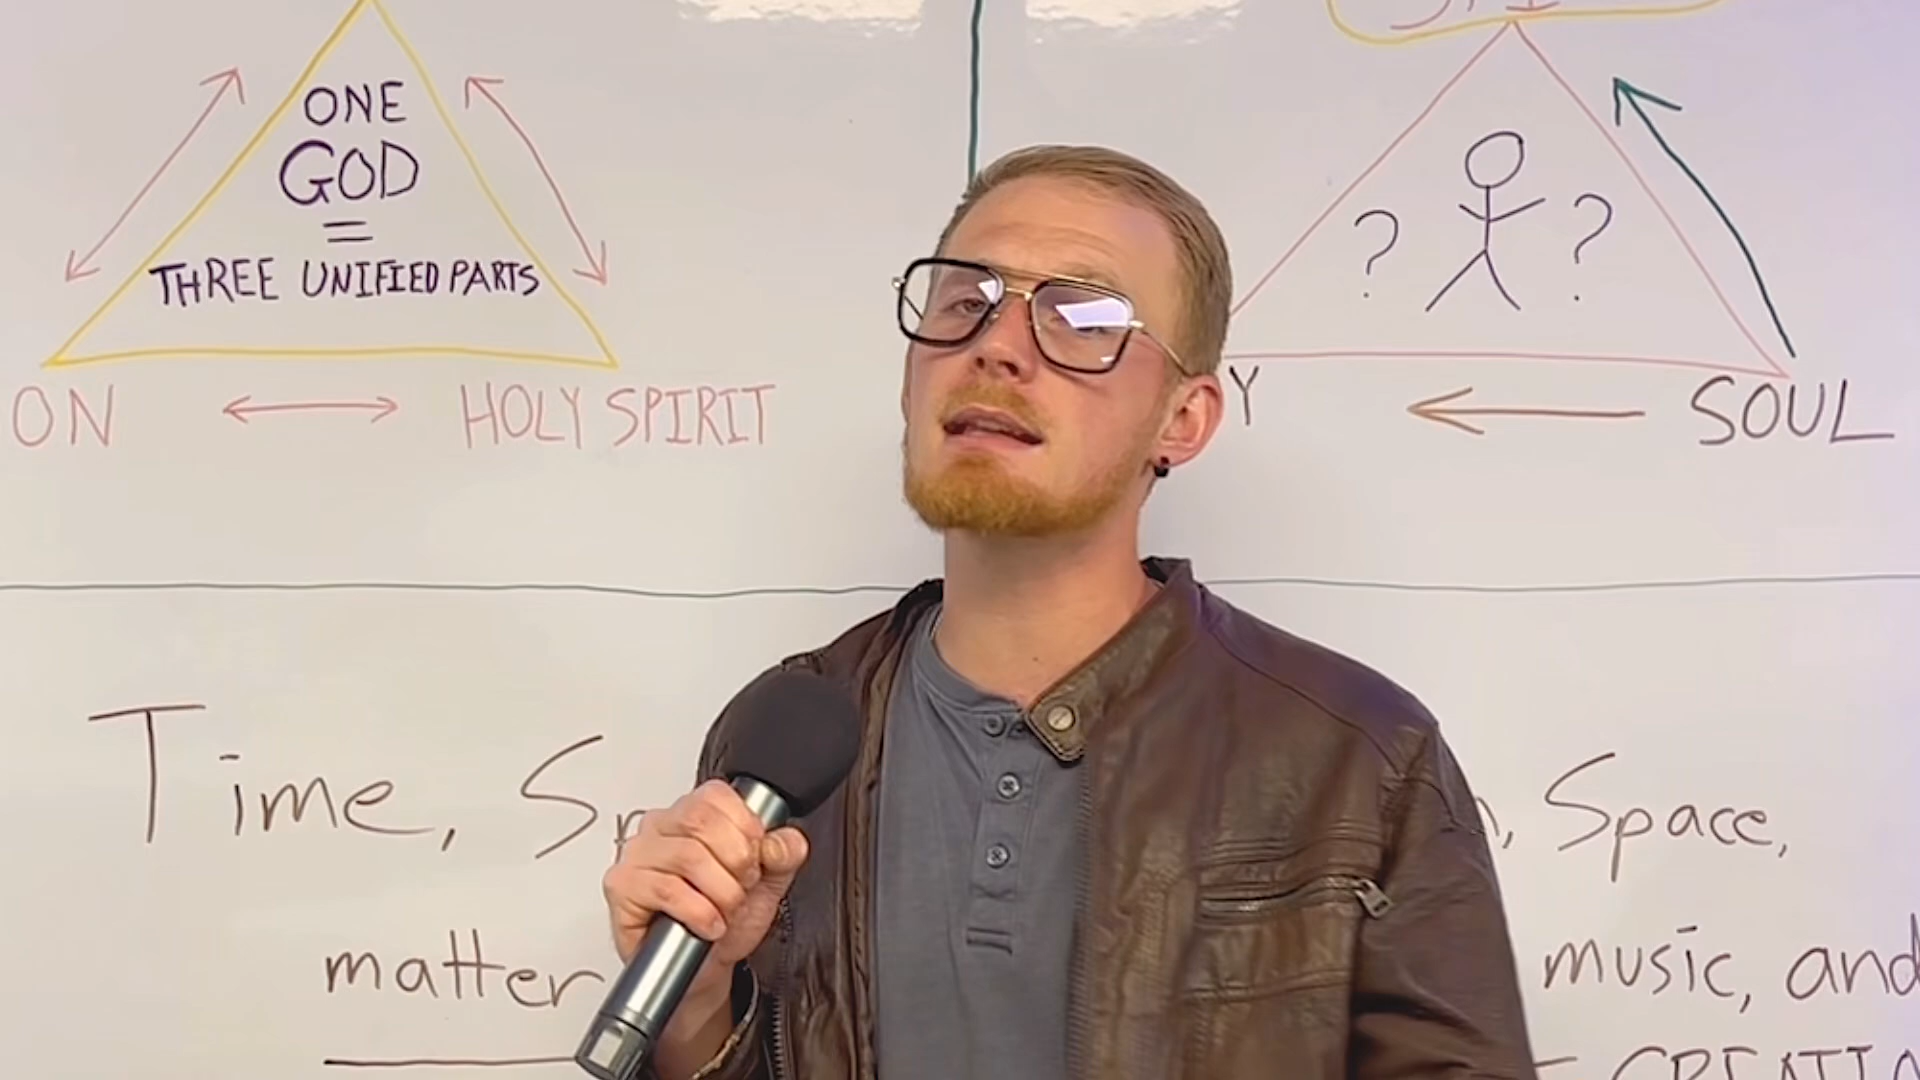 ONE
GOD
=
THREE UNIFIED PARTS
ON
HOLY SPIRIT
? ?
Y
SOUL
Time,
Space,
matter
music, and